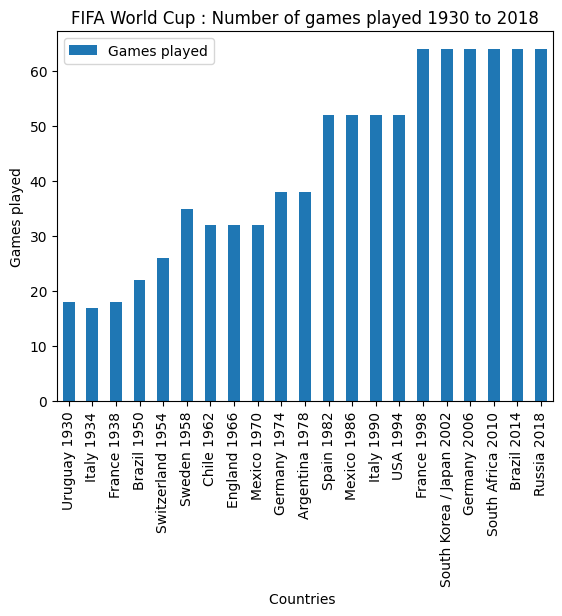 FIFA World Cup : Number of games played 1930 to 2018
Games played
Games played
60
50
40
30
20
10
0
Uruguay 1930
Italy 1934
France 1938
Brazil 1950
Switzerland 1954
Sweden 1958
Chile 1962
England 1966
Mexico 1970
Germany 1974
Argentina 1978
Spain 1982
Mexico 1986
Italy 1990
USA 1994
France 1998
South Korea / Japan 2002
Germany 2006
South Africa 2010
Brazil 2014
Russia 2018
Countries